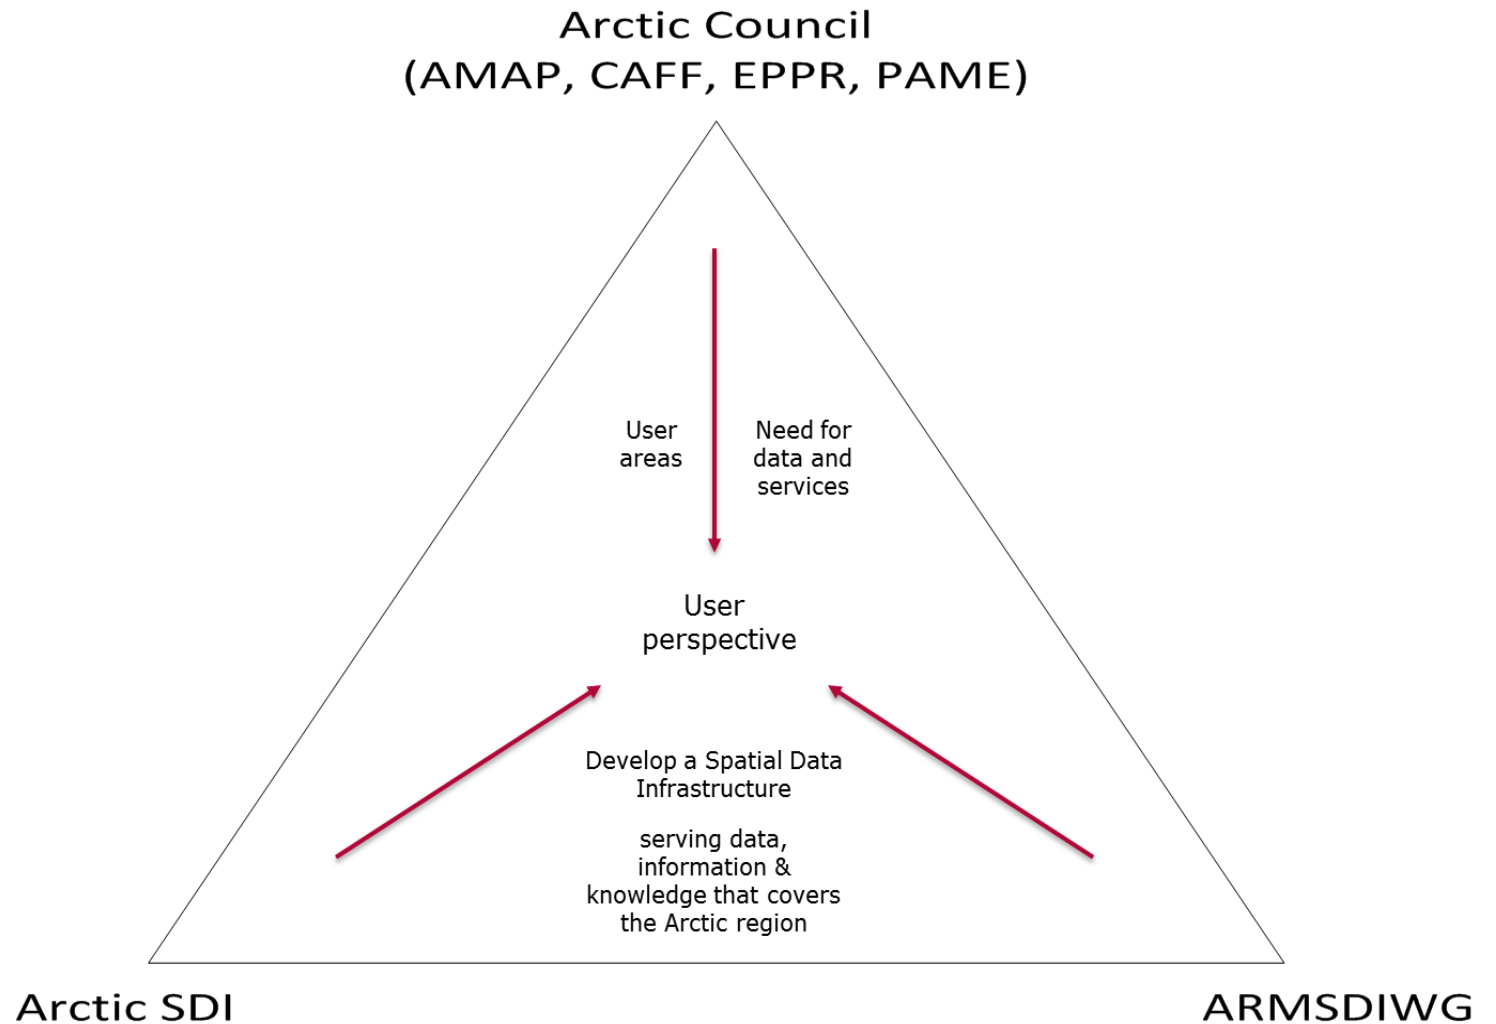 Arctic Council
(AMAP, CAFF, EPPR, PAME)
User
areas
Need for
data and
services
User
perspective
Develop a Spatial Data
Infrastructure
serving data,
information &
knowledge that covers
the Arctic region
Arctic SDI
ARMSDIWG